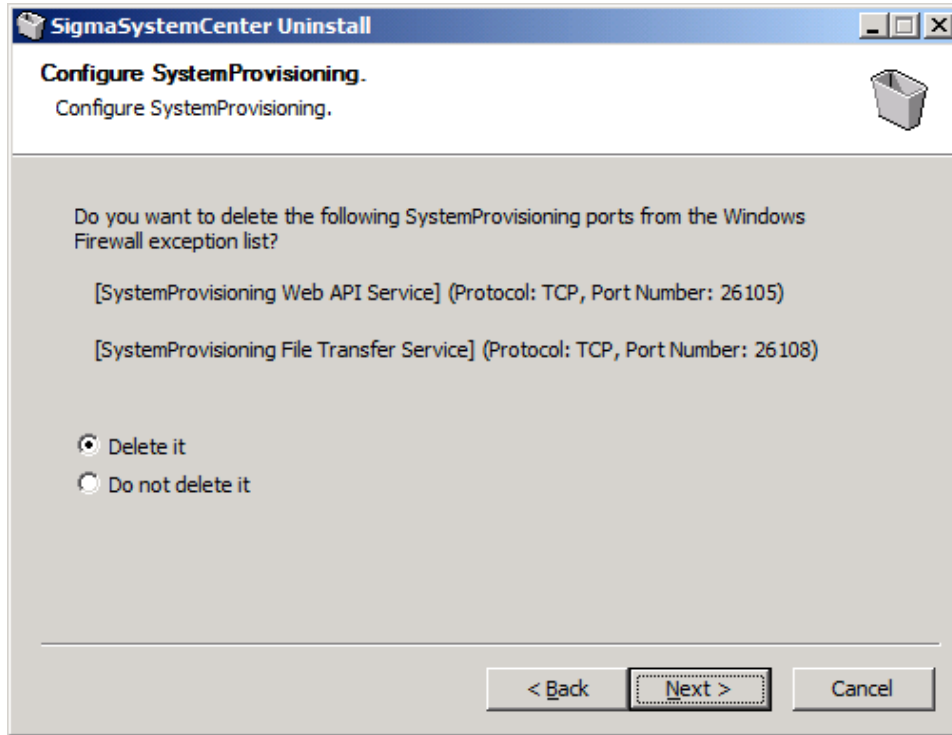 SigmaSystemCenter Uninstall
Configure SystemProvisioning.
Configure SystemProvisioning.
Do you want to delete the following SystemProvisioning ports from the Windows
Firewall exception list?
[SystemProvisioning Web API Service] (Protocol: TCP, Port Number: 26105)
[SystemProvisioning File Transfer Service] (Protocol: TCP, Port Number: 26108)
Delete it
Do not delete it
< Back Next > Cancel